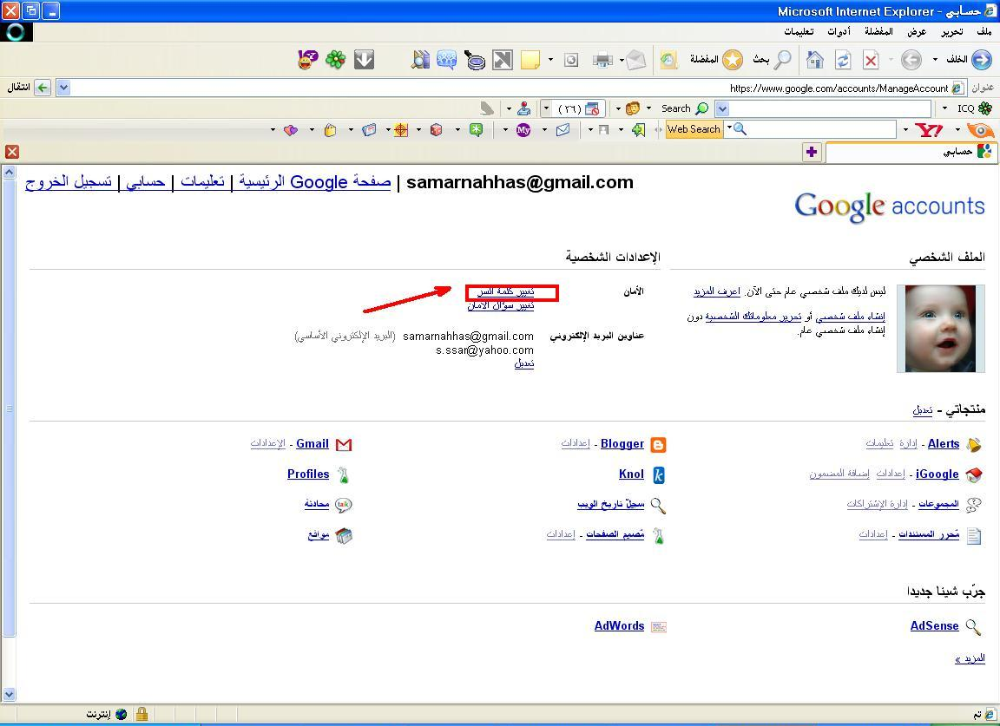 حسابي - Microsoft Internet Explorer
ملف تحرير عرض المفضلة أدوات تعليمات
الخلف بحث المفضلة
عنوان https://www.google.com/accounts/ManageAccount انتقال
ICQ Search (٢٦)
Y! Web Search My
حسابي
samarnahhas@gmail.com | صفحة Google الرئيسية | تعليمات | حسابي | تسجيل الخروج
Google accounts
الملف الشخصي
ليس لديك ملف شخصي عام حتى الآن. اعرف المزيد
إنشاء ملف شخصي أو تحرير معلوماتك الشخصية دون
إنشاء ملف شخصي عام.
الإعدادات الشخصية
الأمان تغيير كلمة السر
تغيير سؤال الأمان
عناوين البريد الإلكتروني samarnahhas@gmail.com (البريد الإلكتروني الأساسي)
s.ssar@yahoo.com
تعديل
منتجاتي - تعديل
Alerts - إدارة تعليمات
Blogger - إعدادات
Gmail - الإعدادات
iGoogle - إعدادات إضافة المضمون
k Knol
Profiles
المجموعات - إدارة الإشتراكات
سجلّ تاريخ الويب
talk محادثة
مُحرر المستندات - إعدادات
مُصميم الصفحات - إعدادات
مواقع
جرّب شيئا جديدا
AdSense
AdWords
المزيد »
تم إنترنت